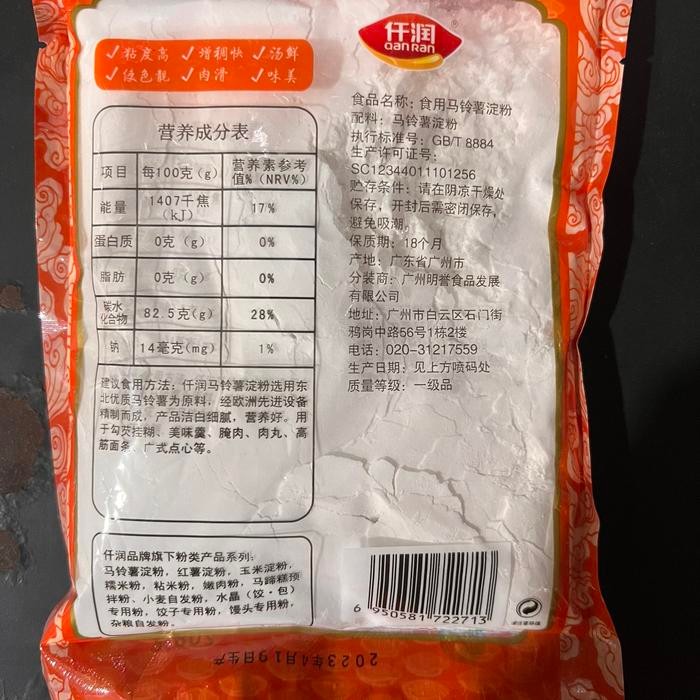 ✓粘度高 ✓增稠快 ✓汤鲜
✓使色靓 ✓肉滑 ✓味美
仟润®
QanRan
营养成分表
项目 每100克(g) 营养素参考值%(NRV%)
能量 1407千焦(kJ) 17%
蛋白质 0克(g) 0%
脂肪 0克(g) 0%
碳水化合物 82.5克(g) 28%
钠 14毫克(mg) 1%
建议食用方法：仟润马铃薯淀粉选用东
北优质马铃薯为原料，经欧洲先进设备
精制而成，产品洁白细腻，营养好。用
于勾芡挂糊、美味羹、腌肉、肉丸、高
筋面条、广式点心等。
仟润品牌旗下粉类产品系列：
马铃薯淀粉，红薯淀粉，玉米淀粉，
糯米粉，粘米粉，嫩肉粉，马蹄糕预
拌粉、小麦自发粉，水晶（饺·包）
专用粉，饺子专用粉，馒头专用粉，
杂粮自发粉。
食品名称：食用马铃薯淀粉
配料：马铃薯淀粉
执行标准号：GB/T 8884
生产许可证号：
SC12344011101256
贮存条件：请在阴凉干燥处
保存，开封后需密闭保存，
避免吸潮。
保质期：18个月
产地：广东省广州市
分装商：广州明誉食品发展
有限公司
地址：广州市白云区石门街
鸦岗中路56号1栋2楼
电话：020-31217559
生产日期：见上方喷码处
质量等级：一级品
6 950581 722713
2023年4月19日生产